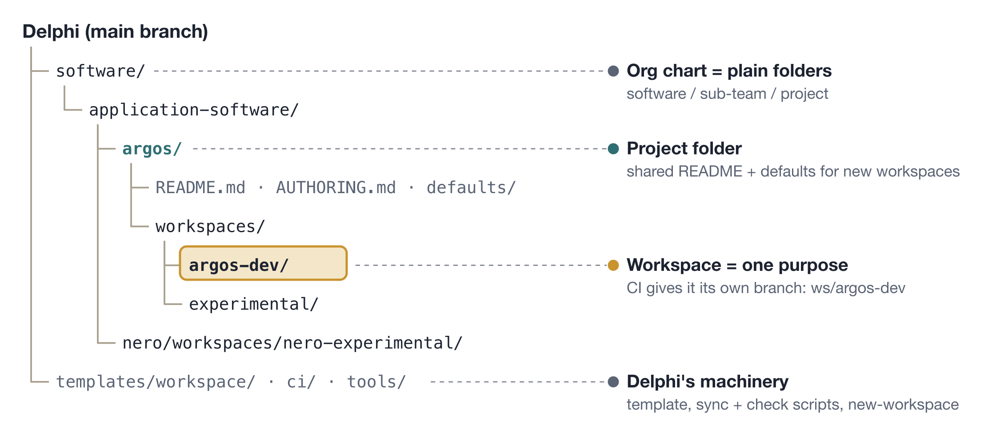 Delphi (main branch)
software/
Org chart = plain folders
software / sub-team / project
application-software/
argos/
Project folder
shared README + defaults for new workspaces
README.md · AUTHORING.md · defaults/
workspaces/
argos-dev/
Workspace = one purpose
CI gives it its own branch: ws/argos-dev
experimental/
nero/workspaces/nero-experimental/
templates/workspace/ · ci/ · tools/
Delphi's machinery
template, sync + check scripts, new-workspace